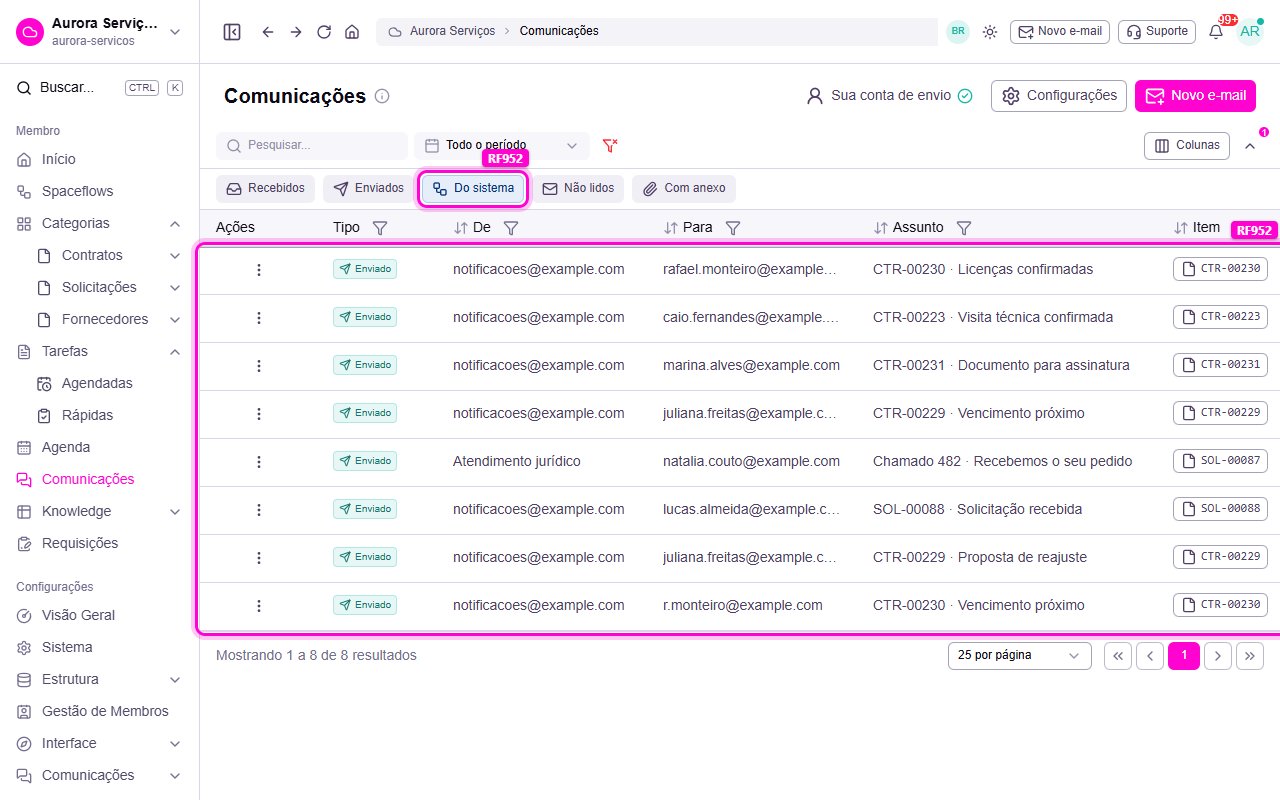 Aurora Serviç...
aurora-servicos
Aurora Serviços > Comunicações
BR
Novo e-mail
Suporte
99+
AR
Buscar...
CTRL K
Membro
Início
Spaceflows
Categorias
Contratos
Solicitações
Fornecedores
Tarefas
Agendadas
Rápidas
Agenda
Comunicações
Knowledge
Requisições
Configurações
Visão Geral
Sistema
Estrutura
Gestão de Membros
Interface
Comunicações
Comunicações
Sua conta de envio
Configurações
Novo e-mail
Pesquisar...
Todo o período
Colunas
1
RF952
Recebidos
Enviados
Do sistema
Não lidos
Com anexo
Ações Tipo De Para Assunto Item
RF952
Enviado notificacoes@example.com rafael.monteiro@example... CTR-00230 · Licenças confirmadas CTR-00230
Enviado notificacoes@example.com caio.fernandes@example.... CTR-00223 · Visita técnica confirmada CTR-00223
Enviado notificacoes@example.com marina.alves@example.com CTR-00231 · Documento para assinatura CTR-00231
Enviado notificacoes@example.com juliana.freitas@example.c... CTR-00229 · Vencimento próximo CTR-00229
Enviado Atendimento jurídico natalia.couto@example.com Chamado 482 · Recebemos o seu pedido SOL-00087
Enviado notificacoes@example.com lucas.almeida@example.c... SOL-00088 · Solicitação recebida SOL-00088
Enviado notificacoes@example.com juliana.freitas@example.c... CTR-00229 · Proposta de reajuste CTR-00229
Enviado notificacoes@example.com r.monteiro@example.com CTR-00230 · Vencimento próximo CTR-00230
Mostrando 1 a 8 de 8 resultados
25 por página
1